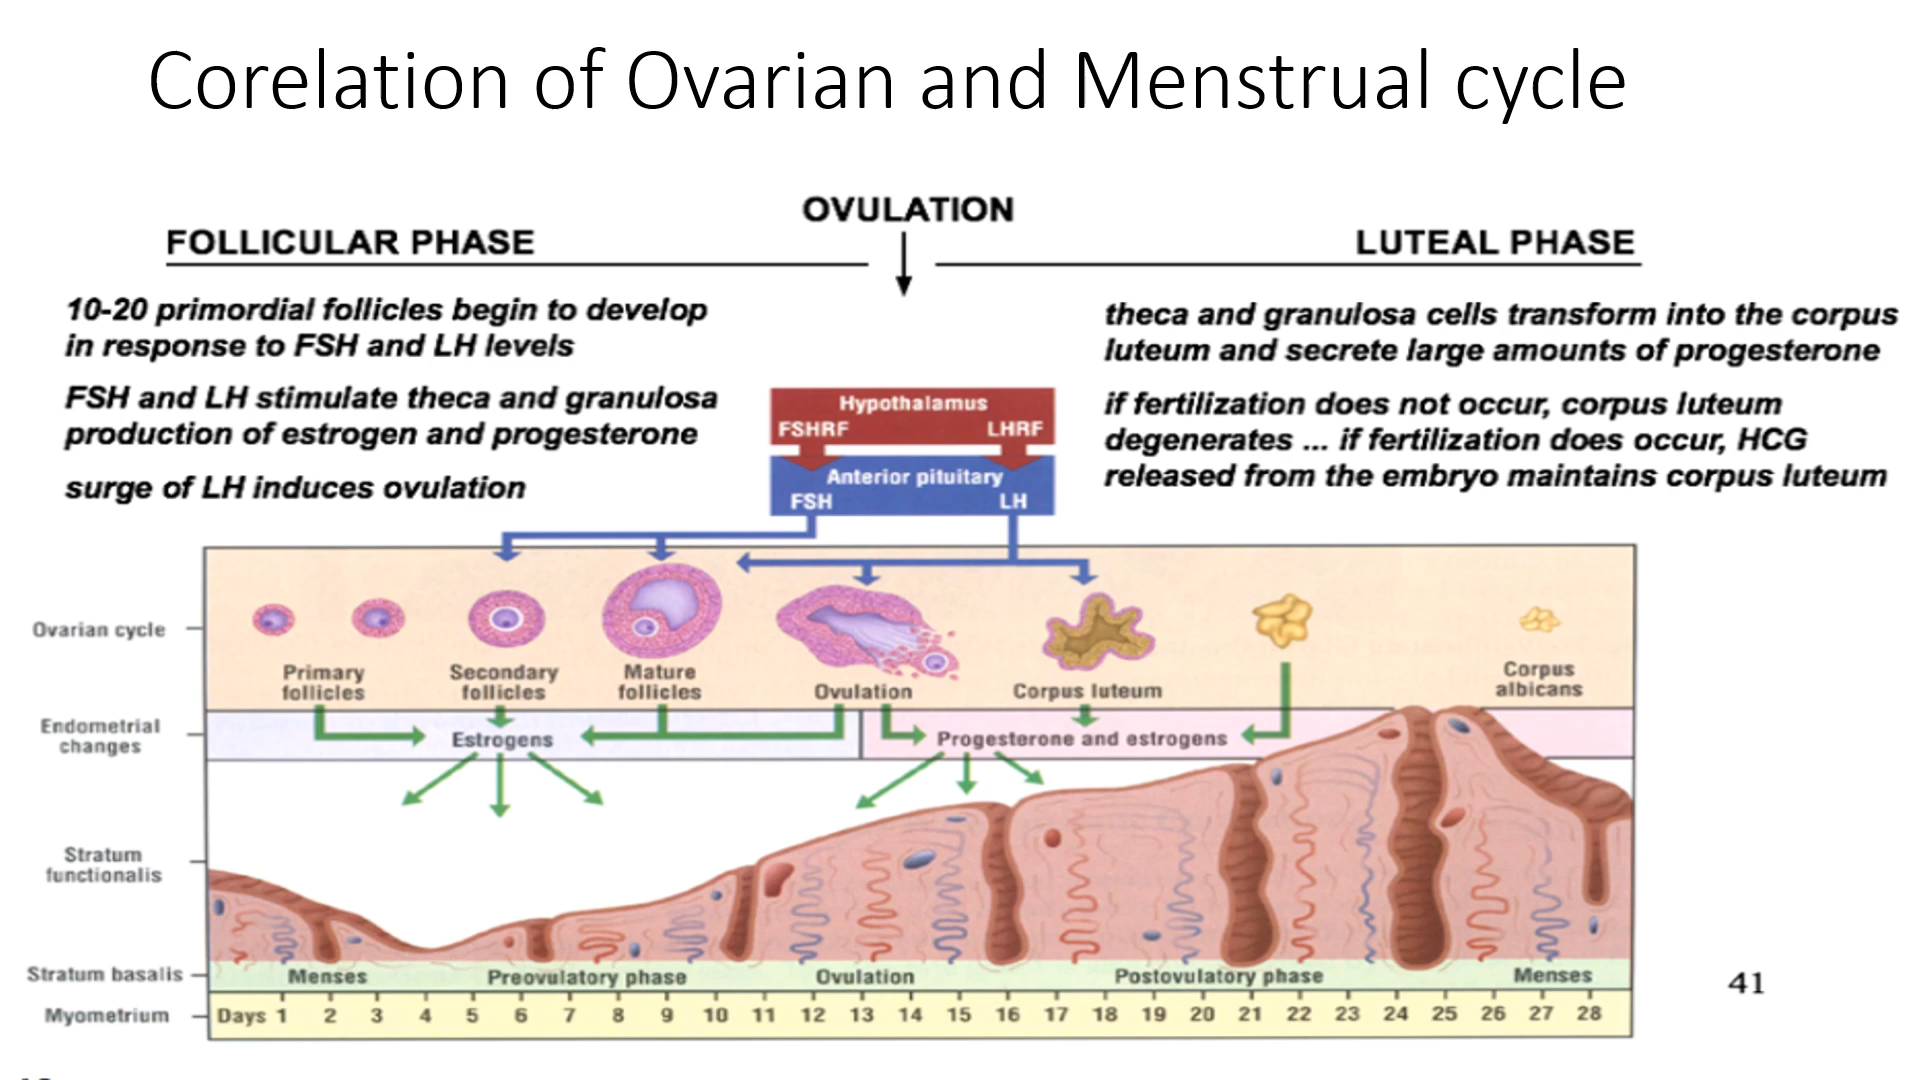 Corelation of Ovarian and Menstrual cycle
OVULATION
FOLLICULAR PHASE
LUTEAL PHASE
10-20 primordial follicles begin to develop
in response to FSH and LH levels
FSH and LH stimulate theca and granulosa
production of estrogen and progesterone
surge of LH induces ovulation
theca and granulosa cells transform into the corpus
luteum and secrete large amounts of progesterone
if fertilization does not occur, corpus luteum
degenerates ... if fertilization does occur, HCG
released from the embryo maintains corpus luteum
Hypothalamus
FSHRF LHRF
Anterior pituitary
FSH LH
Ovarian cycle
Primary
follicles
Secondary
follicles
Mature
follicles
Ovulation
Corpus luteum
Corpus
albicans
Endometrial
changes
Estrogens
Progesterone and estrogens
Stratum
functionalis
Stratum basalis
Menses
Preovulatory phase
Ovulation
Postovulatory phase
Menses
41
Myometrium
Days 1 2 3 4 5 6 7 8 9 10 11 12 13 14 15 16 17 18 19 20 21 22 23 24 25 26 27 28